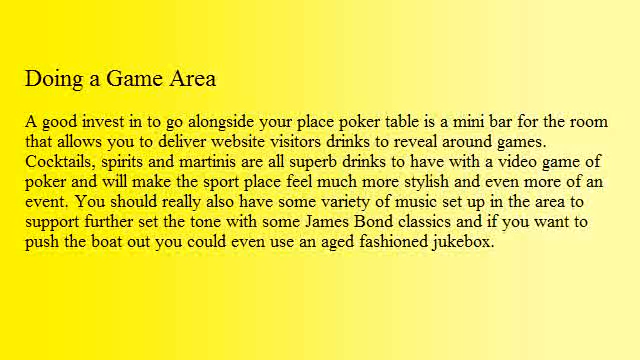 Doing a Game Area
A good invest in to go alongside your place poker table is a mini bar for the room
that allows you to deliver website visitors drinks to reveal around games.
Cocktails, spirits and martinis are all superb drinks to have with a video game of
poker and will make the sport place feel much more stylish and even more of an
event. You should really also have some variety of music set up in the area to
support further set the tone with some James Bond classics and if you want to
push the boat out you could even use an aged fashioned jukebox.